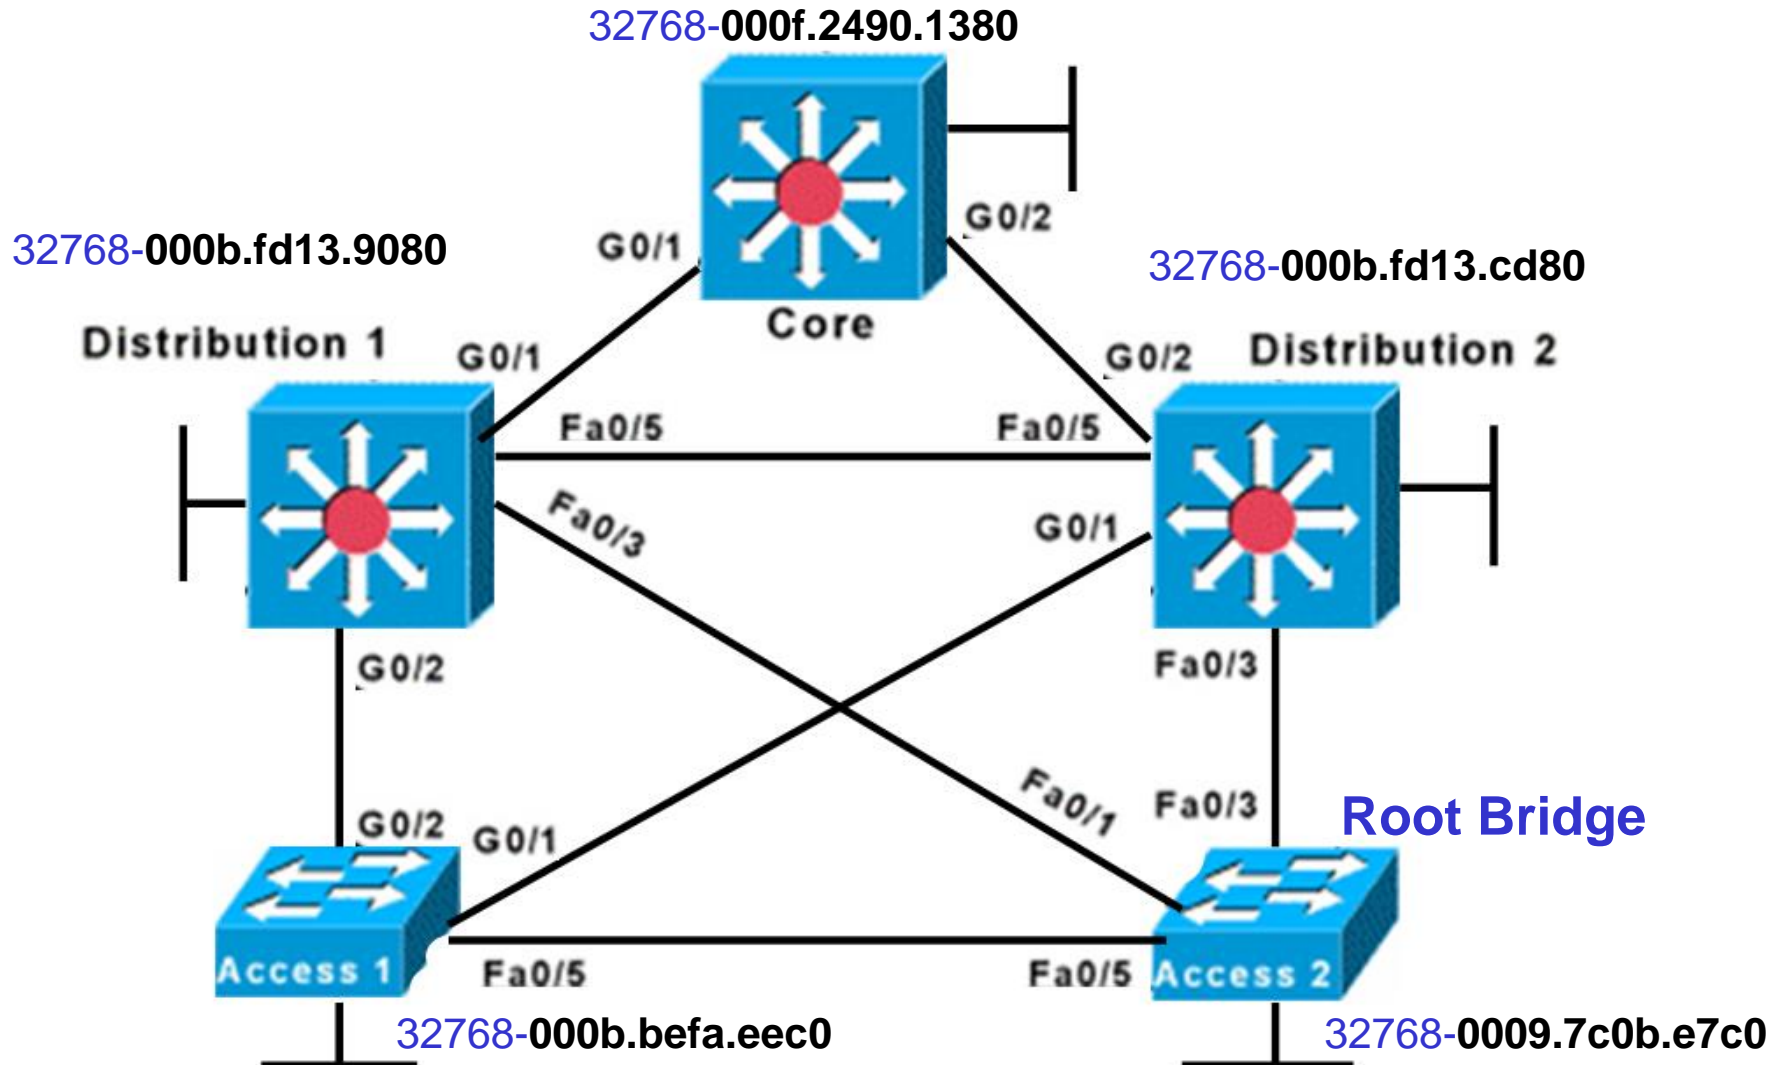 32768-000f.2490.1380
G0/2
G0/1
32768-000b.fd13.9080
32768-000b.fd13.cd80
Core
Distribution 1
G0/1
G0/2
Distribution 2
Fa0/5
Fa0/5
Fa0/3
G0/1
G0/2
Fa0/3
Fa0/1
Fa0/3
Root Bridge
G0/2
G0/1
Access 1
Fa0/5
Fa0/5
Access 2
32768-000b.befa.eec0
32768-0009.7c0b.e7c0